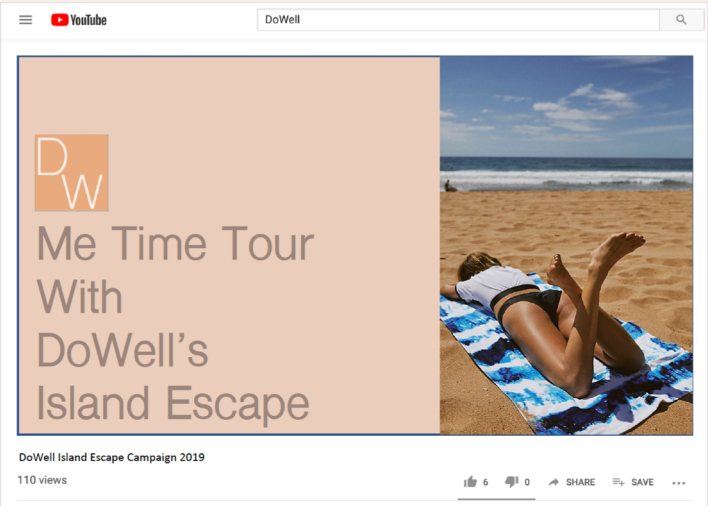 YouTube
DoWell
D
W
Me Time Tour
With
DoWell's
Island Escape
DoWell Island Escape Campaign 2019
110 views
6
0
SHARE
SAVE